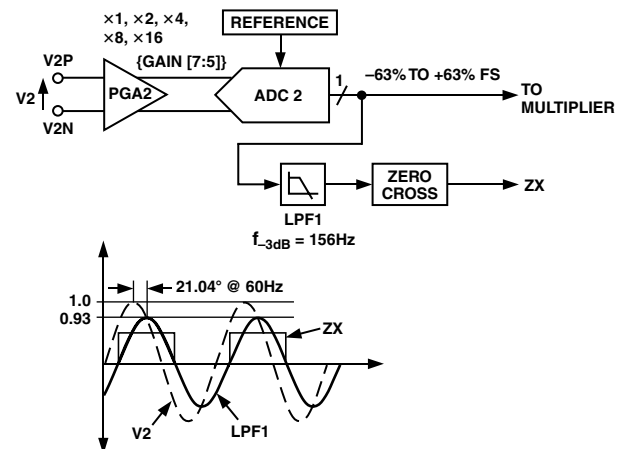 ×1, ×2, ×4,
×8, ×16
REFERENCE
V2P
{GAIN [7:5]}
V2
PGA2
ADC 2
1
–63% TO +63% FS
TO
MULTIPLIER
V2N
ZERO
CROSS
ZX
LPF1
f–3dB = 156Hz
21.04° @ 60Hz
1.0
0.93
ZX
V2
LPF1